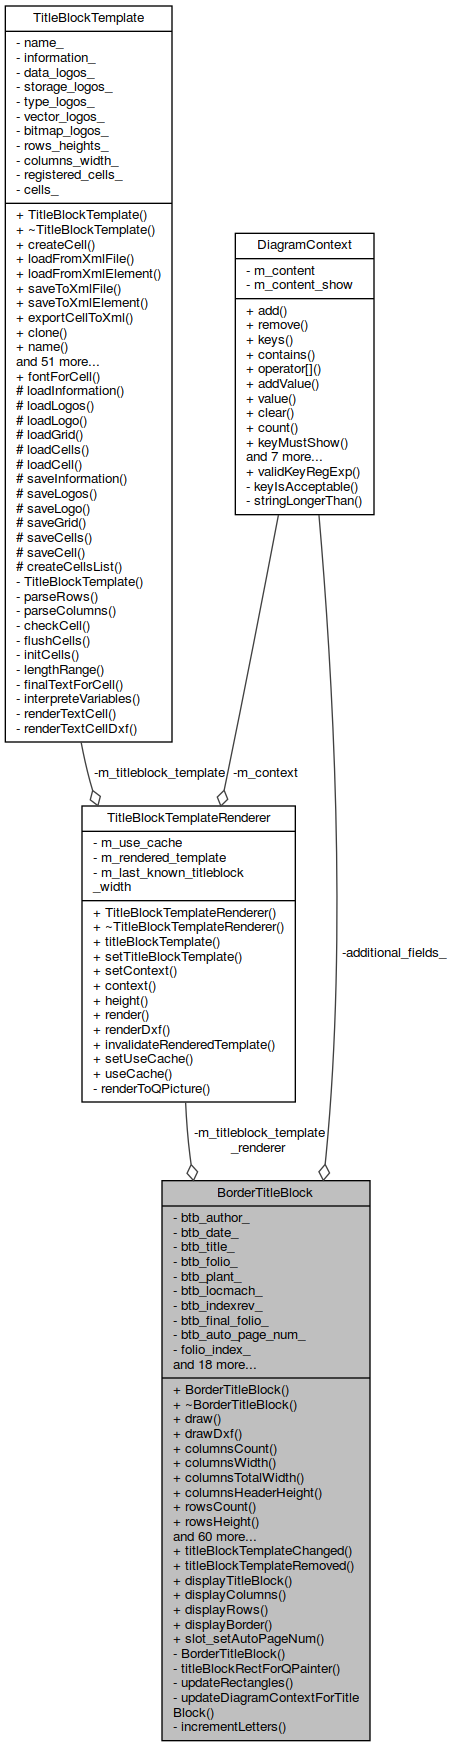 TitleBlockTemplate
- name_
- information_
- data_logos_
- storage_logos_
- type_logos_
- vector_logos_
- bitmap_logos_
- rows_heights_
- columns_width_
- registered_cells_
- cells_
+ TitleBlockTemplate()
+ ~TitleBlockTemplate()
+ createCell()
+ loadFromXmlFile()
+ loadFromXmlElement()
+ saveToXmlFile()
+ saveToXmlElement()
+ exportCellToXml()
+ clone()
+ name()
and 51 more...
+ fontForCell()
# loadInformation()
# loadLogos()
# loadLogo()
# loadGrid()
# loadCells()
# loadCell()
# saveInformation()
# saveLogos()
# saveLogo()
# saveGrid()
# saveCells()
# saveCell()
# createCellsList()
- TitleBlockTemplate()
- parseRows()
- parseColumns()
- checkCell()
- flushCells()
- initCells()
- lengthRange()
- finalTextForCell()
- interpreteVariables()
- renderTextCell()
- renderTextCellDxf()
DiagramContext
- m_content
- m_content_show
+ add()
+ remove()
+ keys()
+ contains()
+ operator[]()
+ addValue()
+ value()
+ clear()
+ count()
+ keyMustShow()
and 7 more...
+ validKeyRegExp()
- keyIsAcceptable()
- stringLongerThan()
-m_titleblock_template
-m_context
TitleBlockTemplateRenderer
- m_use_cache
- m_rendered_template
- m_last_known_titleblock
_width
+ TitleBlockTemplateRenderer()
+ ~TitleBlockTemplateRenderer()
+ titleBlockTemplate()
+ setTitleBlockTemplate()
+ setContext()
+ context()
+ height()
+ render()
+ renderDxf()
+ invalidateRenderedTemplate()
+ setUseCache()
+ useCache()
- renderToQPicture()
-additional_fields_
-m_titleblock_template
_renderer
BorderTitleBlock
- btb_author_
- btb_date_
- btb_title_
- btb_folio_
- btb_plant_
- btb_locmach_
- btb_indexrev_
- btb_final_folio_
- btb_auto_page_num_
- folio_index_
and 18 more...
+ BorderTitleBlock()
+ ~BorderTitleBlock()
+ draw()
+ drawDxf()
+ columnsCount()
+ columnsWidth()
+ columnsTotalWidth()
+ columnsHeaderHeight()
+ rowsCount()
+ rowsHeight()
and 60 more...
+ titleBlockTemplateChanged()
+ titleBlockTemplateRemoved()
+ displayTitleBlock()
+ displayColumns()
+ displayRows()
+ displayBorder()
+ slot_setAutoPageNum()
- BorderTitleBlock()
- titleBlockRectForQPainter()
- updateRectangles()
- updateDiagramContextForTitle
Block()
- incrementLetters()